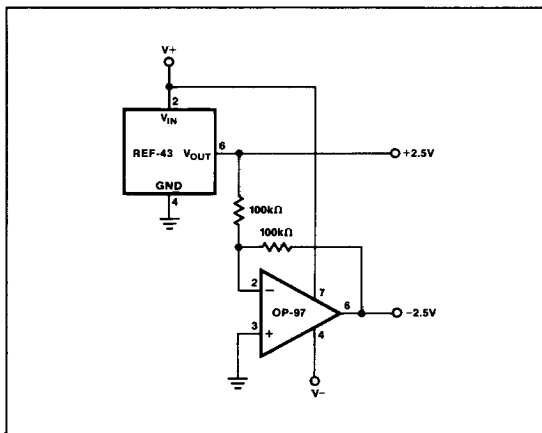 V+
2
VIN
REF-43 VOUT 6
+2.5V
GND
4
100kΩ
100kΩ
2 −
7
OP-97 6
−2.5V
3 +
4
V−